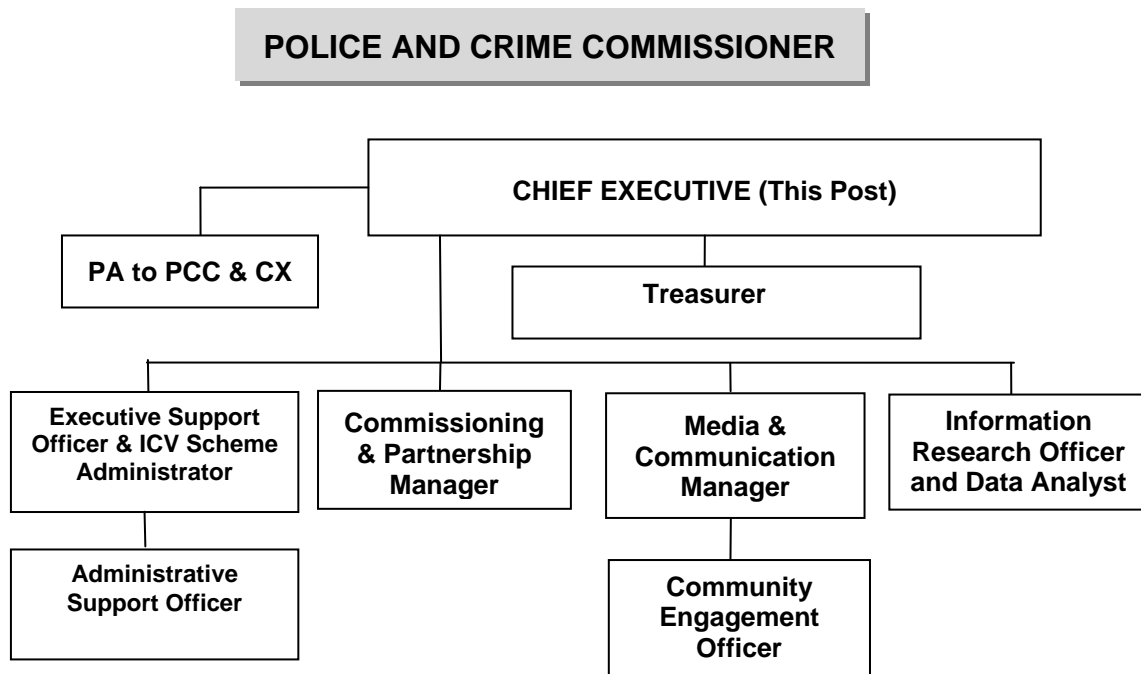 POLICE AND CRIME COMMISSIONER
CHIEF EXECUTIVE (This Post)
PA to PCC & CX
Treasurer
Executive Support
Officer & ICV Scheme
Administrator
Commissioning
& Partnership
Manager
Media &
Communication
Manager
Information
Research Officer
and Data Analyst
Administrative
Support Officer
Community
Engagement
Officer